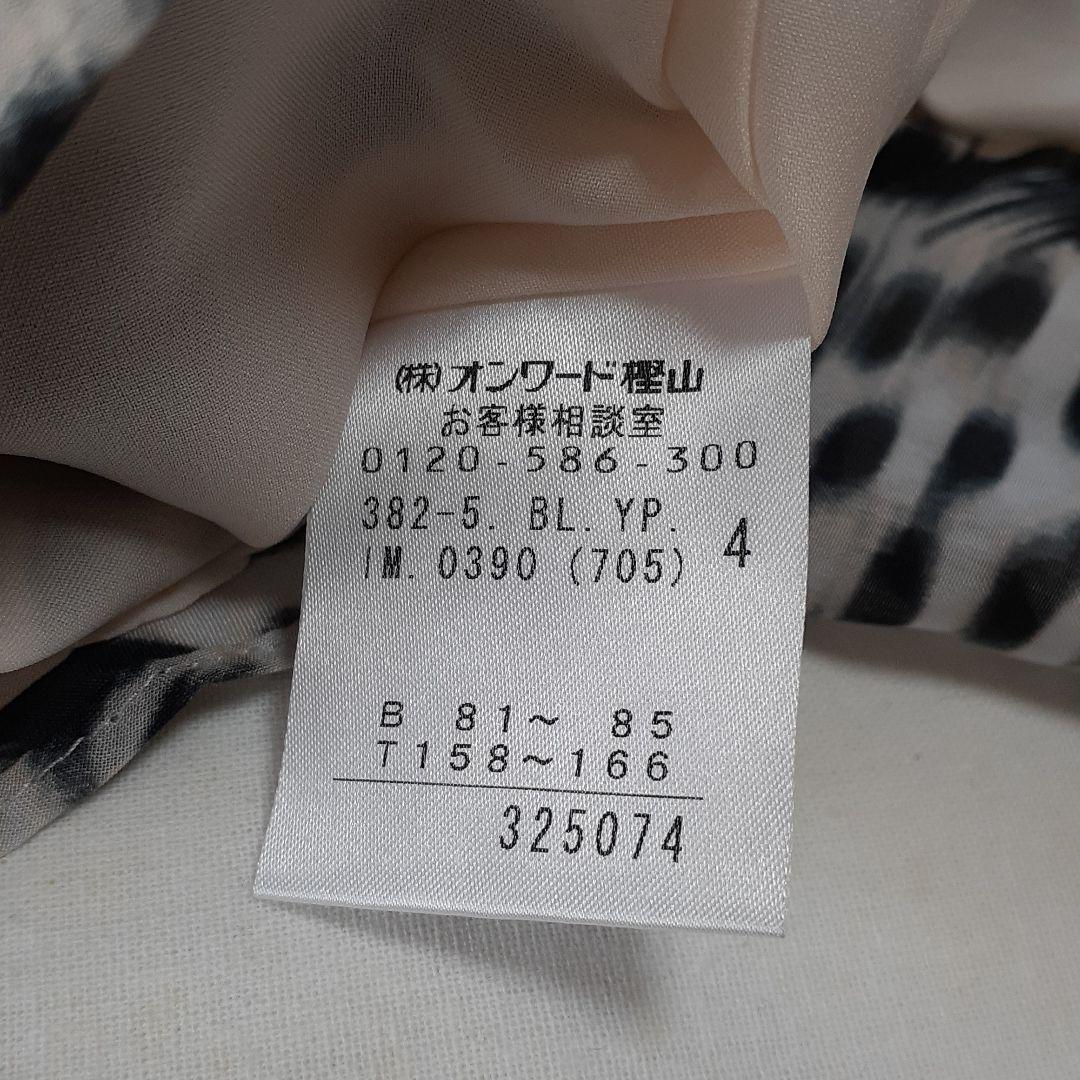 (株)オンワード樫山
お客様相談室
0120-586-300
382-5. BL. YP. 4
IM. 0390 (705)
B 81～ 85
T158～166
325074